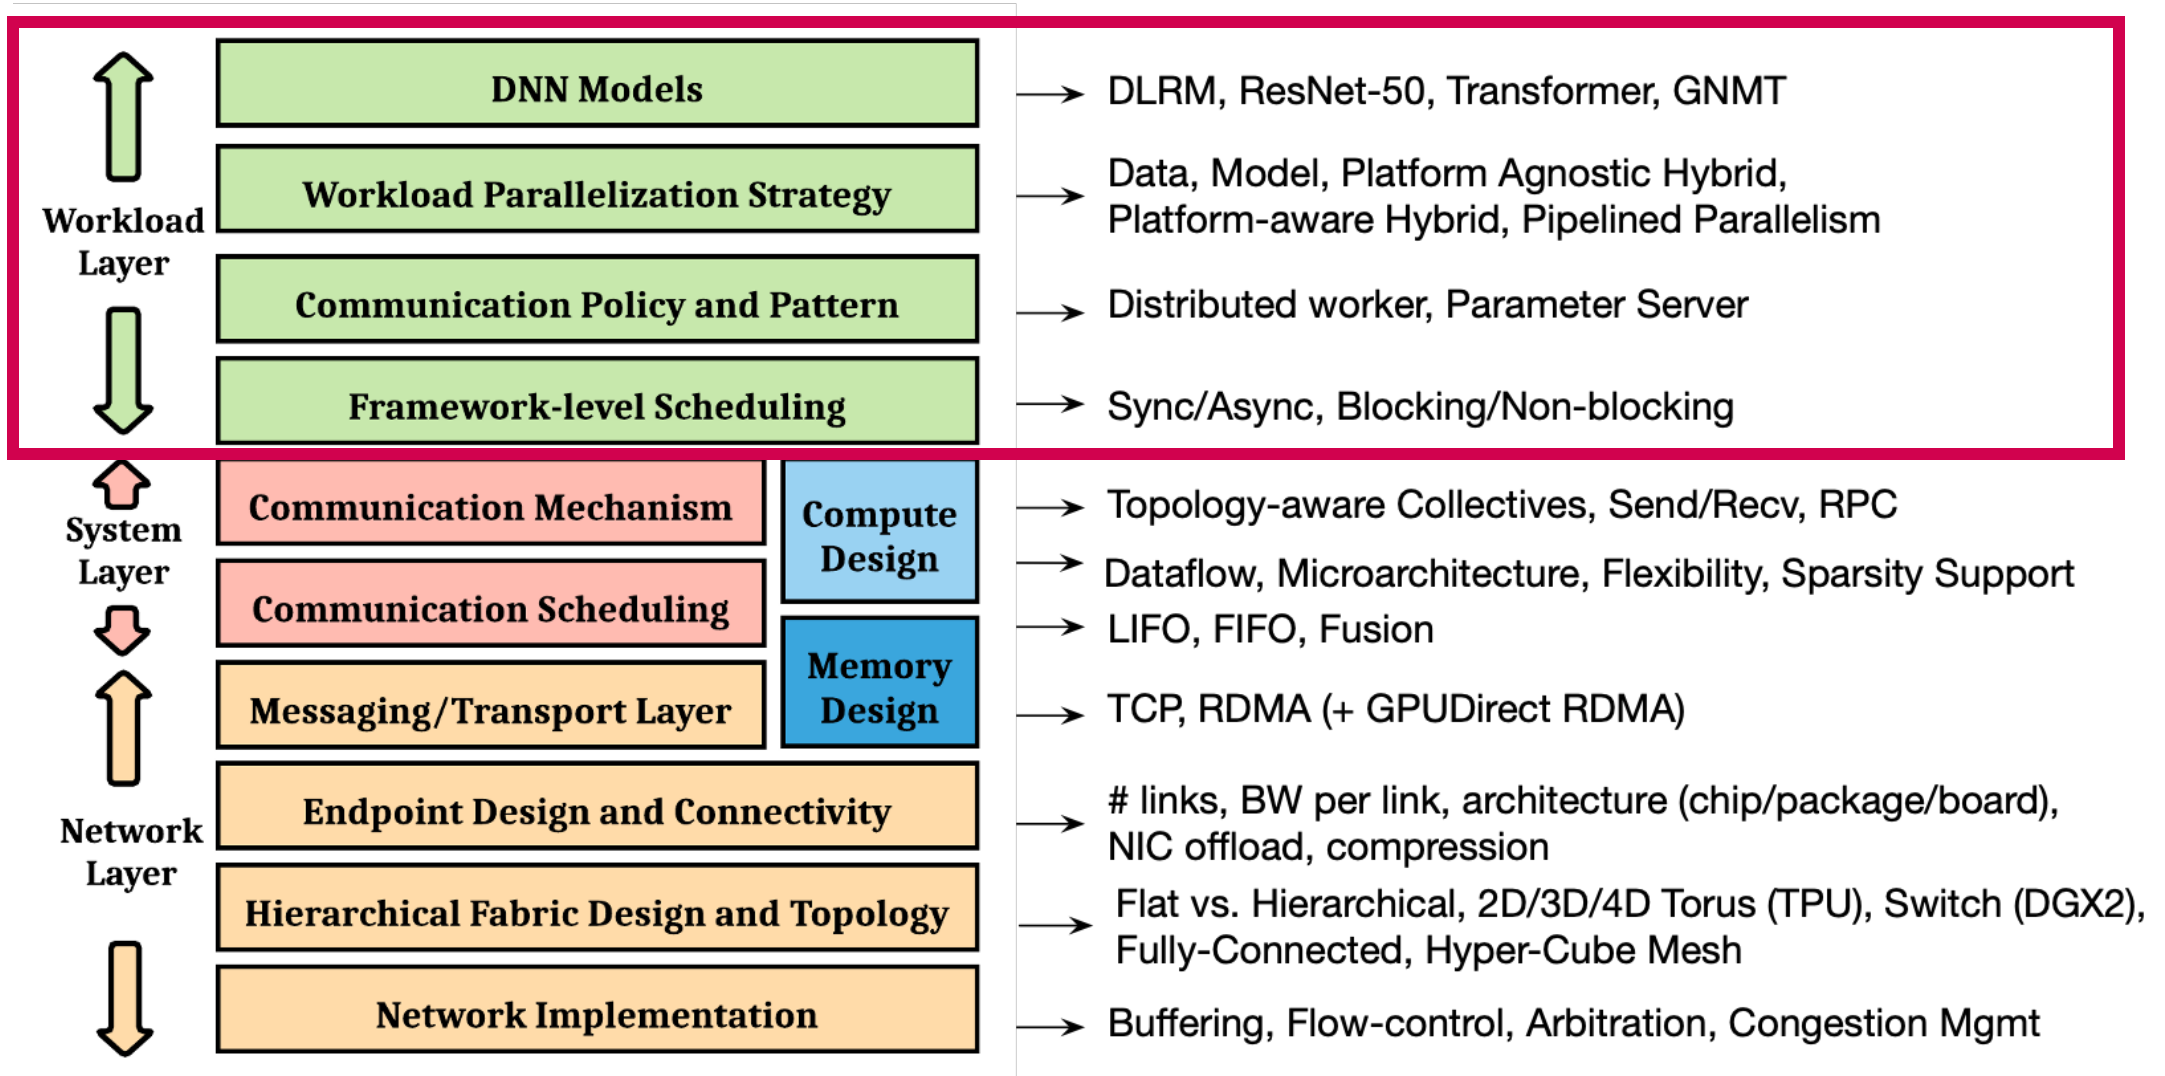 DNN Models
DLRM, ResNet-50, Transformer, GNMT
Workload Parallelization Strategy
Data, Model, Platform Agnostic Hybrid,
Platform-aware Hybrid, Pipelined Parallelism
Workload
Layer
Communication Policy and Pattern
Distributed worker, Parameter Server
Framework-level Scheduling
Sync/Async, Blocking/Non-blocking
System
Layer
Communication Mechanism
Compute
Design
Topology-aware Collectives, Send/Recv, RPC
Dataflow, Microarchitecture, Flexibility, Sparsity Support
Communication Scheduling
LIFO, FIFO, Fusion
Memory
Design
Messaging/Transport Layer
TCP, RDMA (+ GPUDirect RDMA)
Network
Layer
Endpoint Design and Connectivity
# links, BW per link, architecture (chip/package/board),
NIC offload, compression
Hierarchical Fabric Design and Topology
Flat vs. Hierarchical, 2D/3D/4D Torus (TPU), Switch (DGX2),
Fully-Connected, Hyper-Cube Mesh
Network Implementation
Buffering, Flow-control, Arbitration, Congestion Mgmt